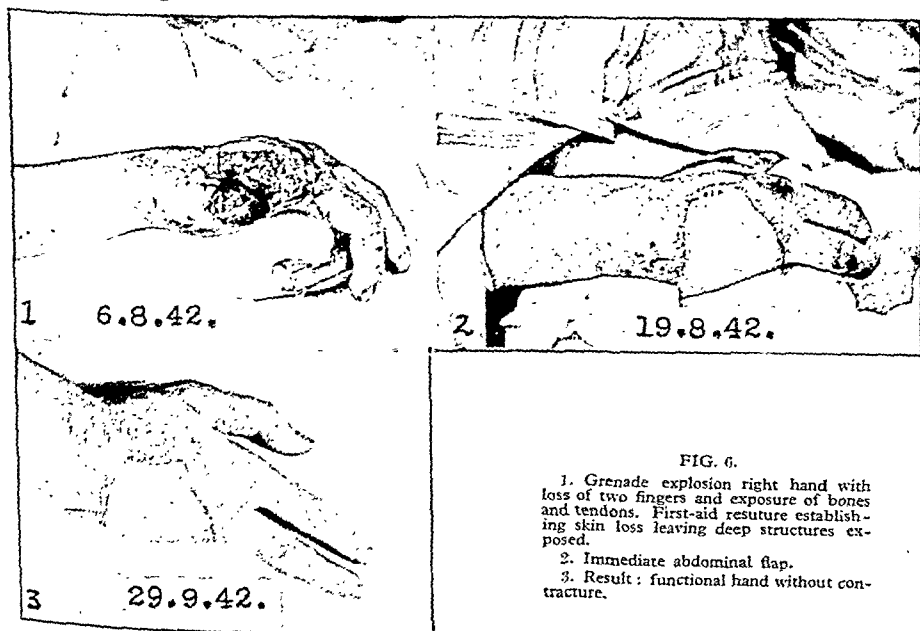 1 6.8.42.
2 19.8.42.
3 29.9.42.
FIG. 6.
1. Grenade explosion right hand with
loss of two fingers and exposure of bones
and tendons. First-aid resuture establish-
ing skin loss leaving deep structures ex-
posed.
2. Immediate abdominal flap.
3. Result : functional hand without con-
tracture.